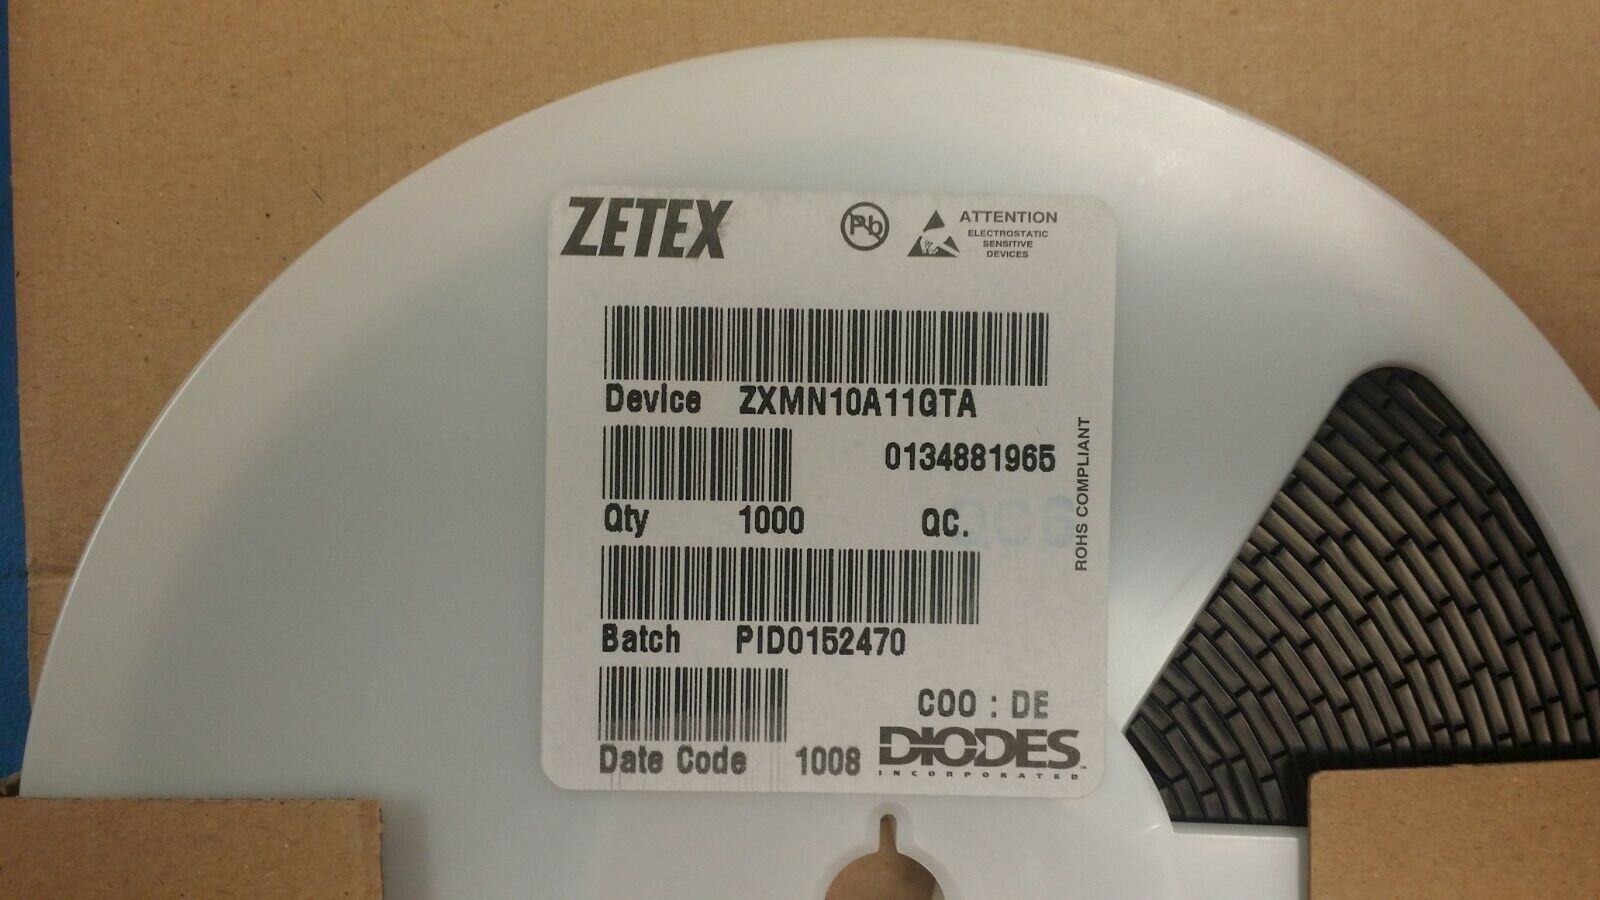 ZETEX
Pb
ATTENTION
ELECTROSTATIC
SENSITIVE
DEVICES
Device ZXMN10A11GTA
0134881965
Qty 1000 QC.
QC6
ROHS COMPLIANT
Batch PID0152470
COO : DE
Date Code 1008
DIODES
INCORPORATED